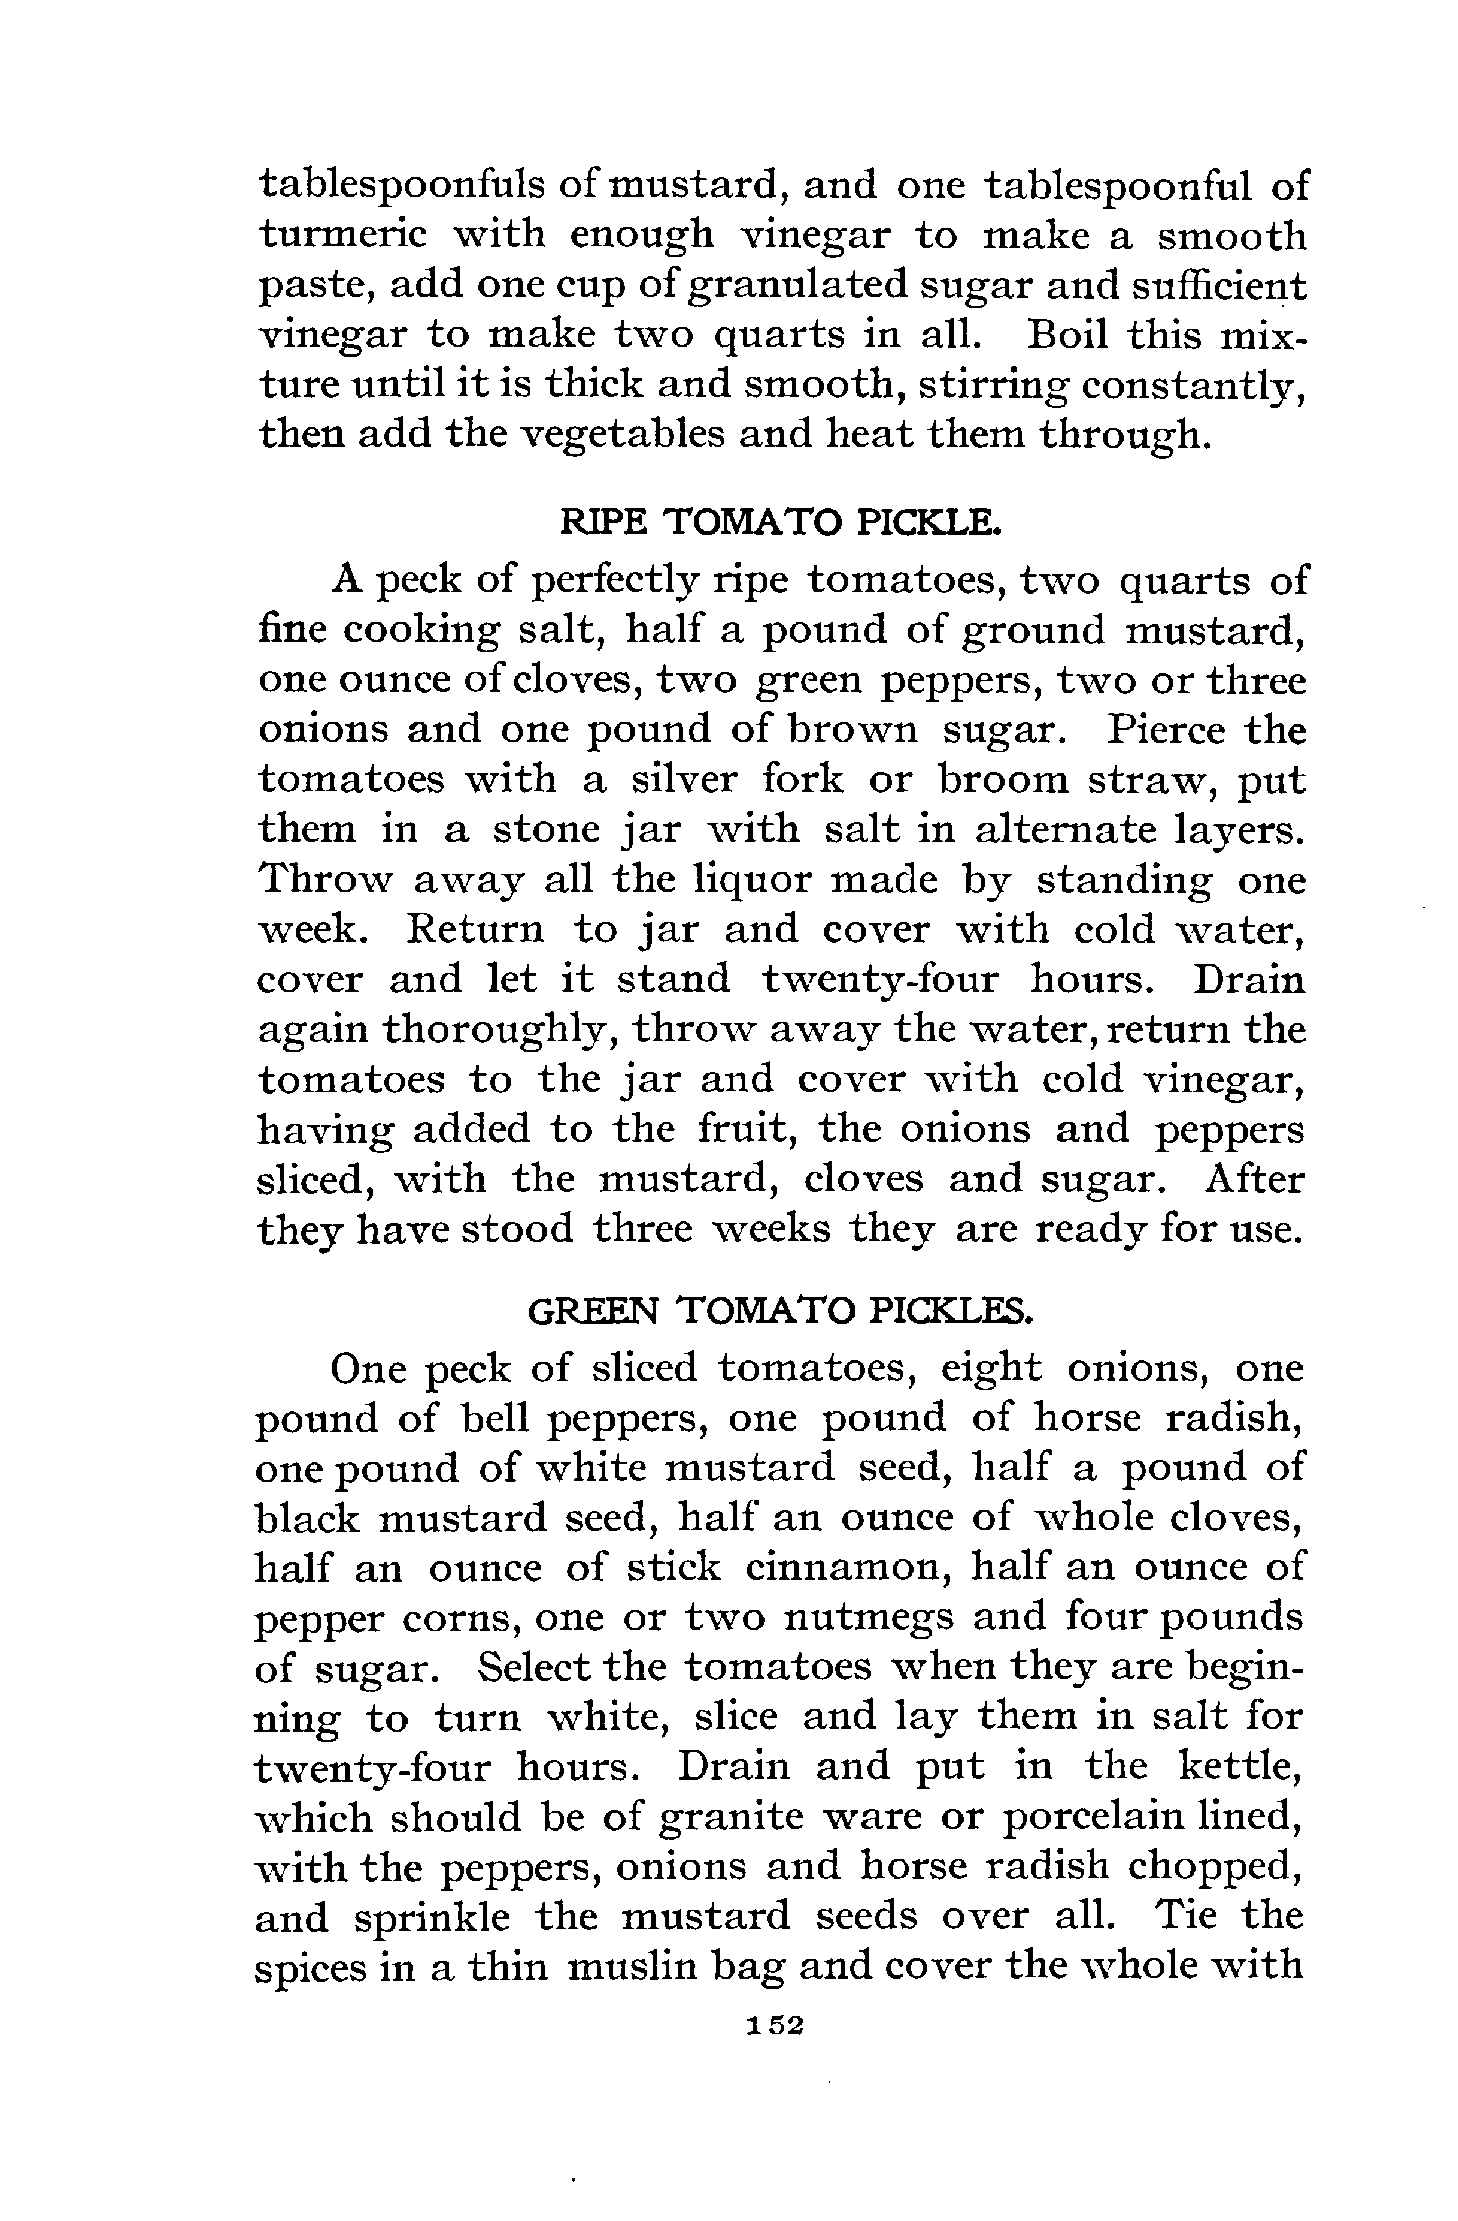 tablespoonfuls of mustard, and one tablespoonful of
turmeric with enough vinegar to make a smooth
paste, add one cup of granulated sugar and sufficient
vinegar to make two quarts in all. Boil this mix-
ture until it is thick and smooth, stirring constantly,
then add the vegetables and heat them through.
RIPE TOMATO PICKLE.
A peck of perfectly ripe tomatoes, two quarts of
fine cooking salt, half a pound of ground mustard,
one ounce of cloves, two green peppers, two or three
onions and one pound of brown sugar. Pierce the
tomatoes with a silver fork or broom straw, put
them in a stone jar with salt in alternate layers.
Throw away all the liquor made by standing one
week. Return to jar and cover with cold water,
cover and let it stand twenty-four hours. Drain
again thoroughly, throw away the water, return the
tomatoes to the jar and cover with cold vinegar,
having added to the fruit, the onions and peppers
sliced, with the mustard, cloves and sugar. After
they have stood three weeks they are ready for use.
GREEN TOMATO PICKLES.
One peck of sliced tomatoes, eight onions, one
pound of bell peppers, one pound of horse radish,
one pound of white mustard seed, half a pound of
black mustard seed, half an ounce of whole cloves,
half an ounce of stick cinnamon, half an ounce of
pepper corns, one or two nutmegs and four pounds
of sugar. Select the tomatoes when they are begin-
ning to turn white, slice and lay them in salt for
twenty-four hours. Drain and put in the kettle,
which should be of granite ware or porcelain lined,
with the peppers, onions and horse radish chopped,
and sprinkle the mustard seeds over all. Tie the
spices in a thin muslin bag and cover the whole with
152